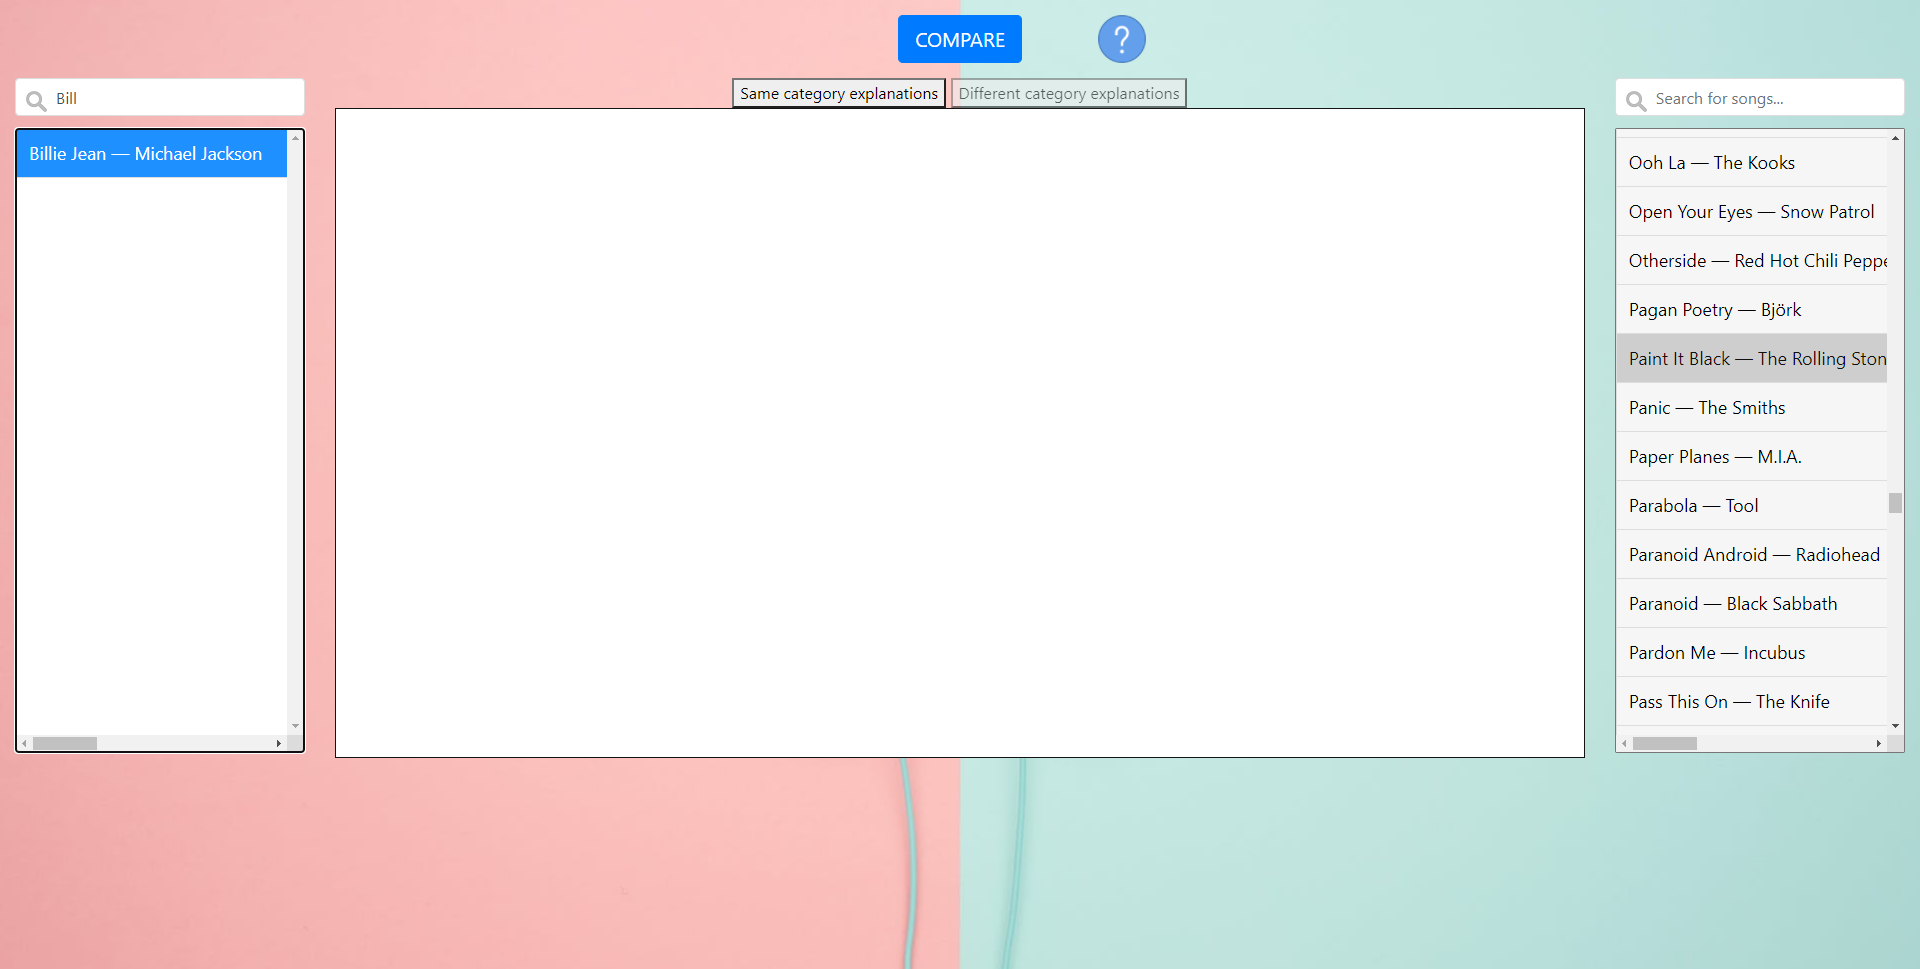 COMPARE
?
Same category explanations
Different category explanations
Bill
Billie Jean — Michael Jackson
Search for songs...
Ooh La — The Kooks
Open Your Eyes — Snow Patrol
Otherside — Red Hot Chili Peppe
Pagan Poetry — Björk
Paint It Black — The Rolling Ston
Panic — The Smiths
Paper Planes — M.I.A.
Parabola — Tool
Paranoid Android — Radiohead
Paranoid — Black Sabbath
Pardon Me — Incubus
Pass This On — The Knife